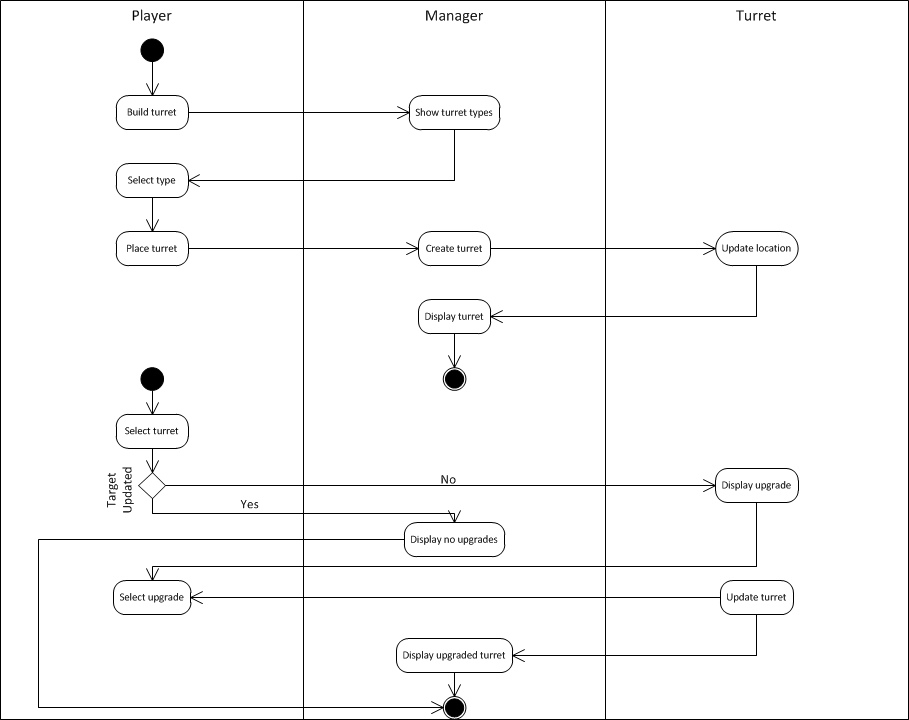 Player
Manager
Turret
Build turret
Show turret types
Select type
Place turret
Create turret
Update location
Display turret
Select turret
Target
Updated
No
Display upgrade
Yes
Display no upgrades
Select upgrade
Update turret
Display upgraded turret